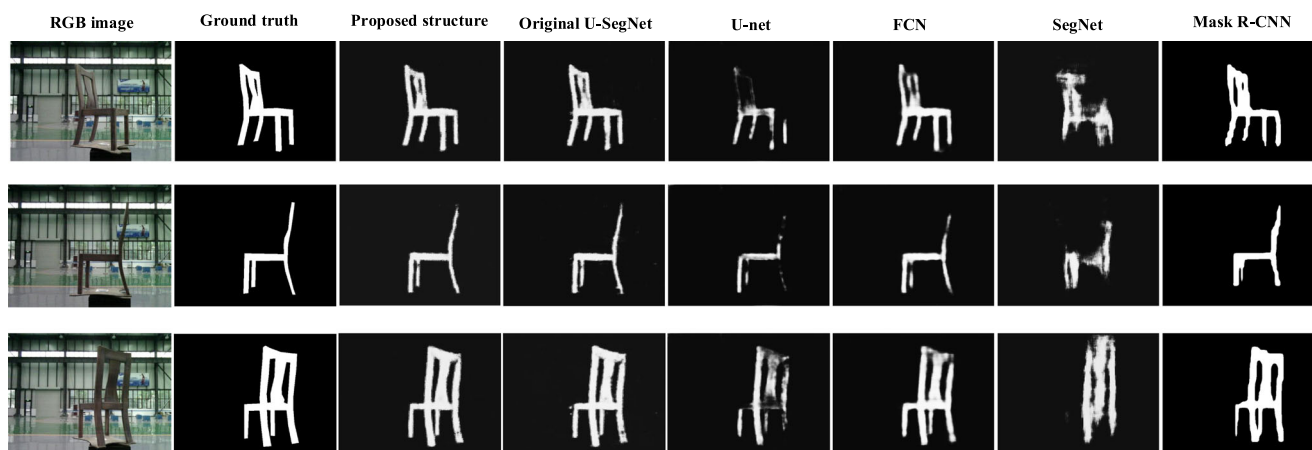 RGB image
Ground truth
Proposed structure
Original U-SegNet
U-net
FCN
SegNet
Mask R-CNN